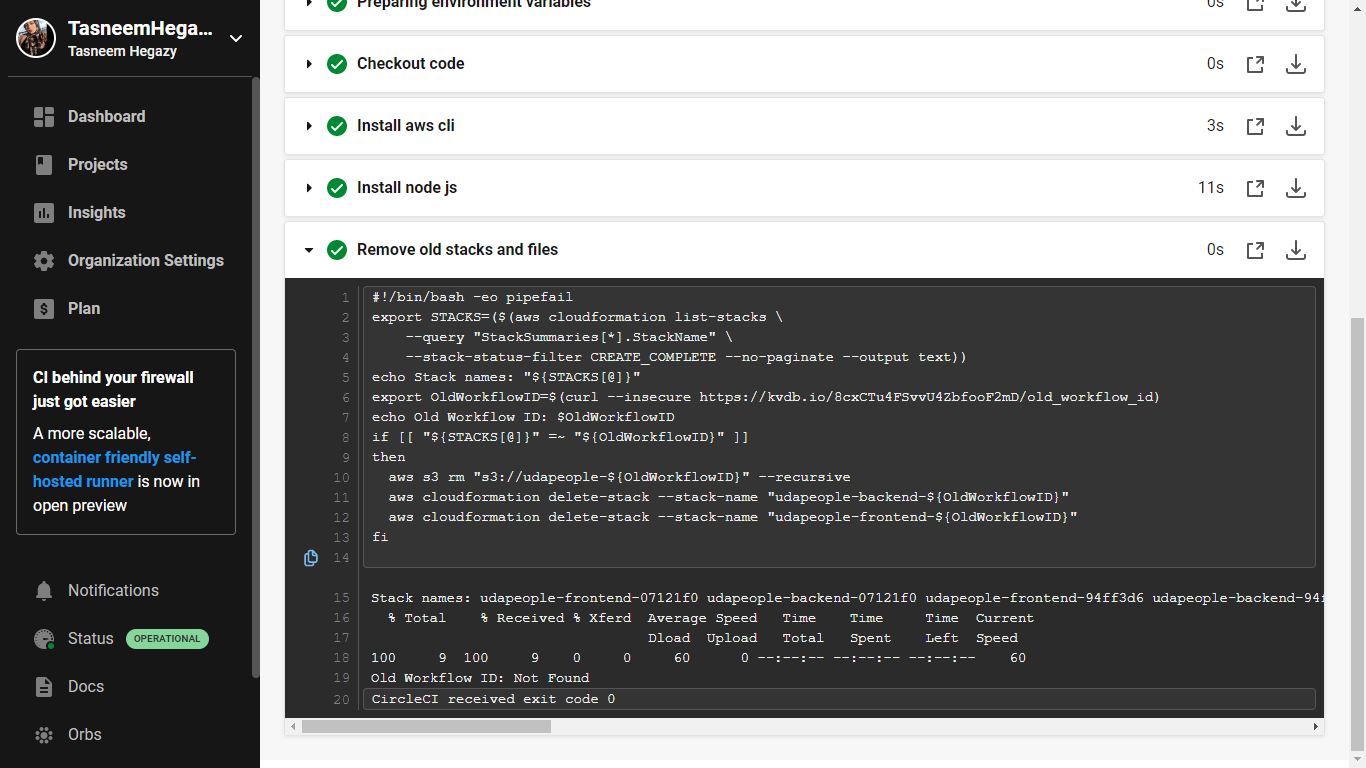 TasneemHega...
Tasneem Hegazy
Dashboard
Projects
Insights
Organization Settings
Plan
CI behind your firewall
just got easier
A more scalable,
container friendly self-
hosted runner is now in
open preview
Notifications
Status OPERATIONAL
Docs
Orbs
Preparing environment variables 0s
Checkout code 0s
Install aws cli 3s
Install node js 11s
Remove old stacks and files 0s
1 #!/bin/bash -eo pipefail
2 export STACKS=($(aws cloudformation list-stacks \
3 --query "StackSummaries[*].StackName" \
4 --stack-status-filter CREATE_COMPLETE --no-paginate --output text))
5 echo Stack names: "${STACKS[@]}"
6 export OldWorkflowID=$(curl --insecure https://kvdb.io/8cxCTu4FSvvU4ZbfooF2mD/old_workflow_id)
7 echo Old Workflow ID: $OldWorkflowID
8 if [[ "${STACKS[@]}" =~ "${OldWorkflowID}" ]]
9 then
10 aws s3 rm "s3://udapeople-${OldWorkflowID}" --recursive
11 aws cloudformation delete-stack --stack-name "udapeople-backend-${OldWorkflowID}"
12 aws cloudformation delete-stack --stack-name "udapeople-frontend-${OldWorkflowID}"
13 fi
14
15 Stack names: udapeople-frontend-07121f0 udapeople-backend-07121f0 udapeople-frontend-94ff3d6 udapeople-backend-94f
16 % Total % Received % Xferd Average Speed Time Time Time Current
17 Dload Upload Total Spent Left Speed
18 100 9 100 9 0 0 60 0 --:--:-- --:--:-- --:--:-- 60
19 Old Workflow ID: Not Found
20 CircleCI received exit code 0